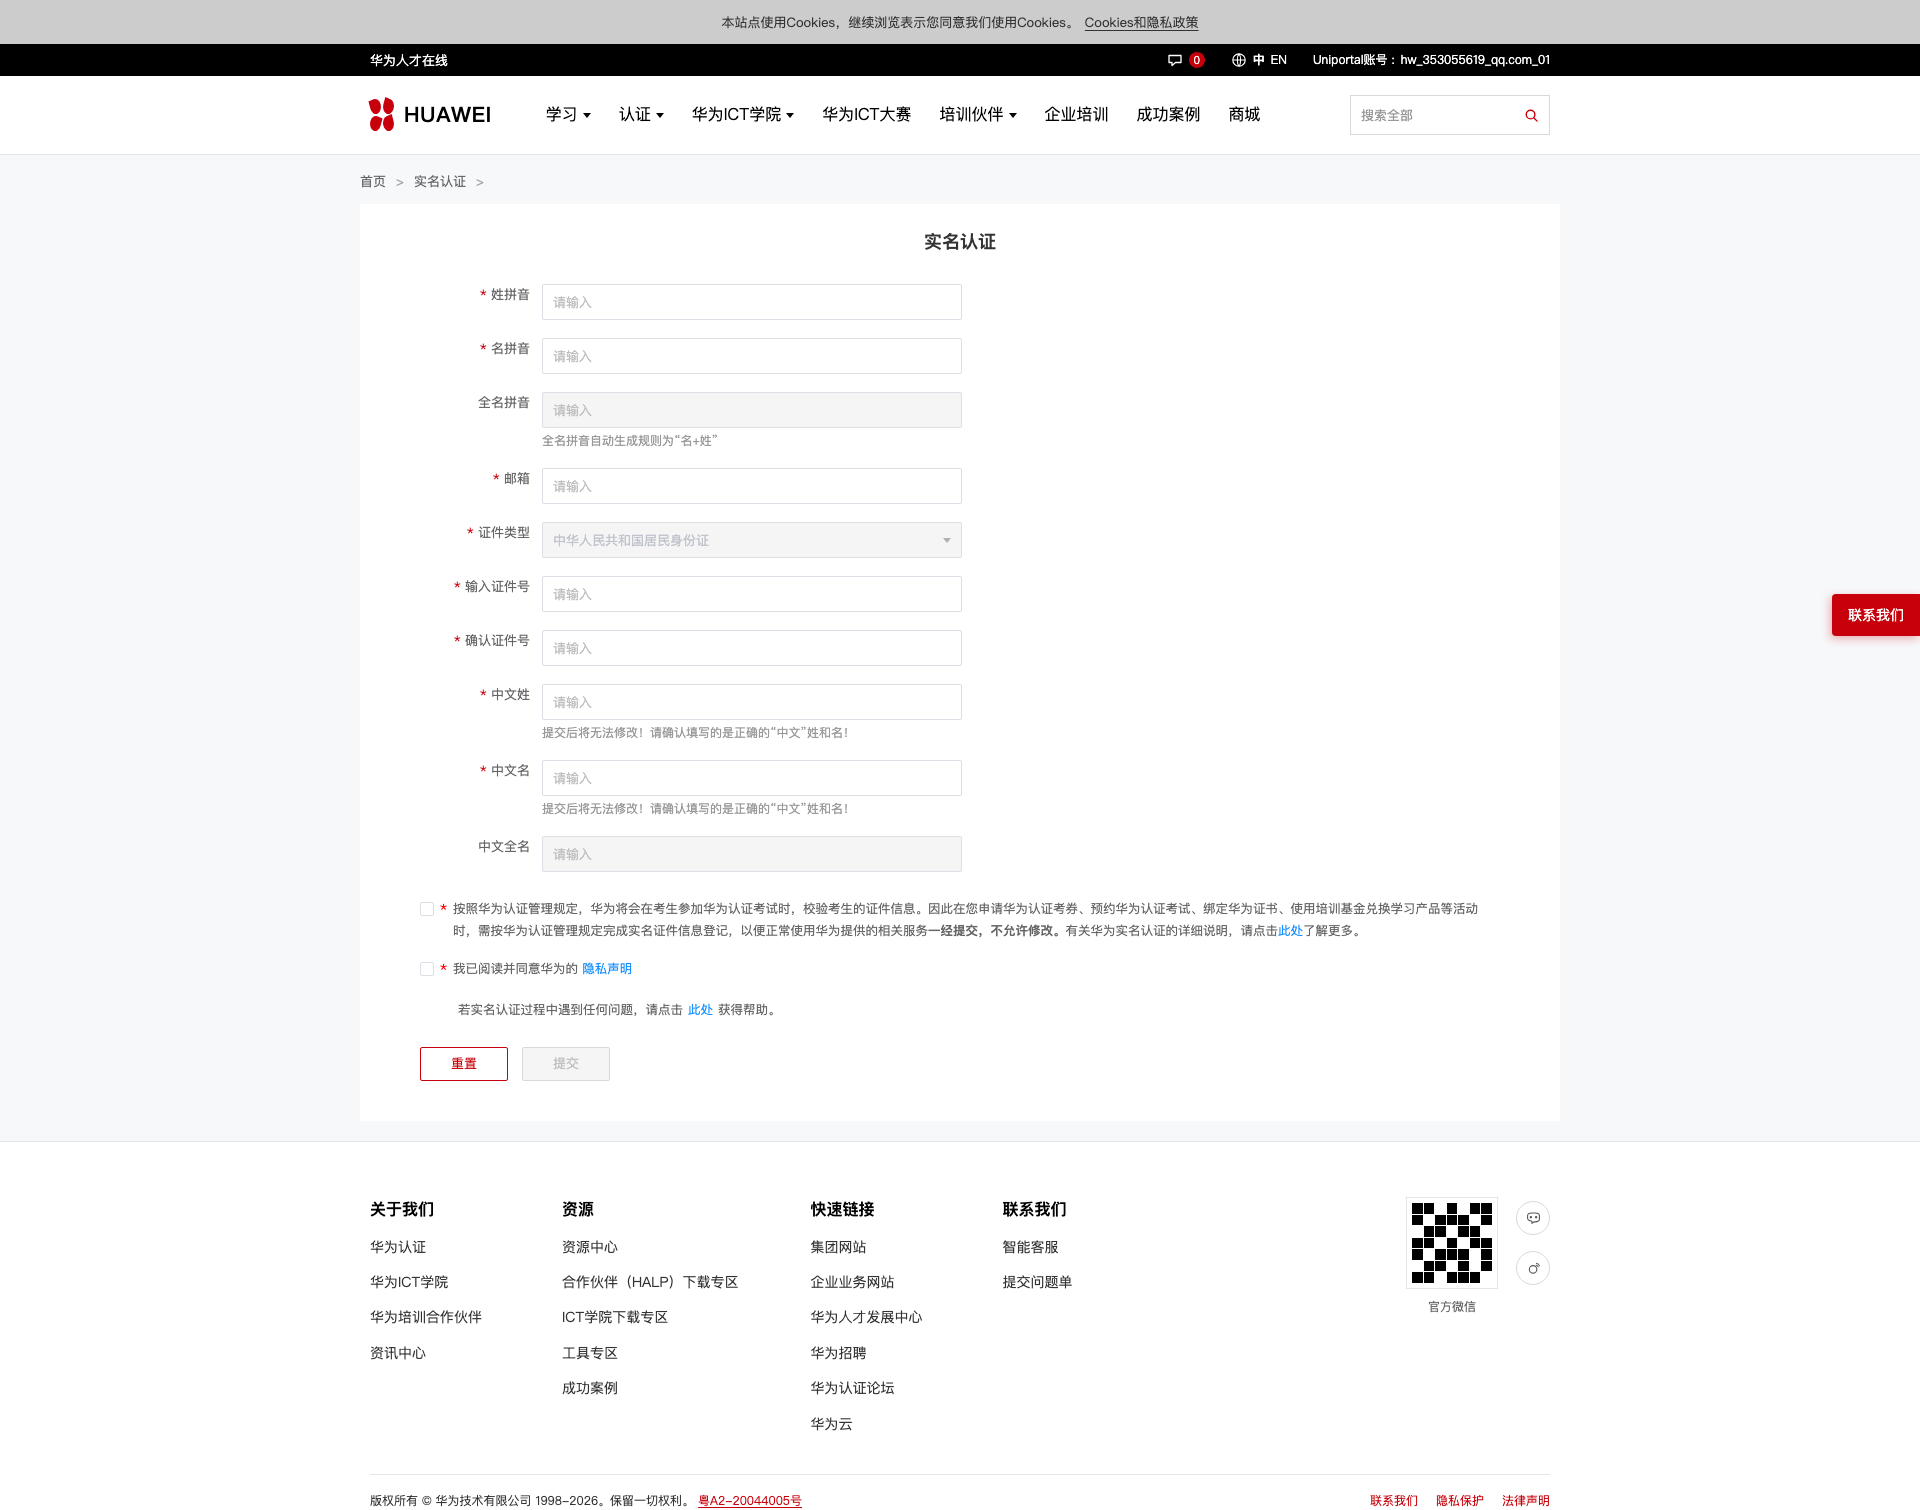 本站点使用Cookies，继续浏览表示您同意我们使用Cookies。 Cookies和隐私政策
华为人才在线
0
中 EN
Uniportal账号： hw_353055619_qq.com_01
HUAWEI
学习
认证
华为ICT学院
华为ICT大赛
培训伙伴
企业培训
成功案例
商城
搜索全部
首页 > 实名认证 >
实名认证
* 姓拼音
请输入
* 名拼音
请输入
全名拼音
请输入
全名拼音自动生成规则为“名+姓”
* 邮箱
请输入
* 证件类型
中华人民共和国居民身份证
* 输入证件号
请输入
* 确认证件号
请输入
* 中文姓
请输入
提交后将无法修改！请确认填写的是正确的“中文”姓和名！
* 中文名
请输入
提交后将无法修改！请确认填写的是正确的“中文”姓和名！
中文全名
请输入
* 按照华为认证管理规定，华为将会在考生参加华为认证考试时，校验考生的证件信息。因此在您申请华为认证考券、预约华为认证考试、绑定华为证书、使用培训基金兑换学习产品等活动
时，需按华为认证管理规定完成实名证件信息登记，以便正常使用华为提供的相关服务一经提交，不允许修改。有关华为实名认证的详细说明，请点击此处了解更多。
* 我已阅读并同意华为的 隐私声明
若实名认证过程中遇到任何问题，请点击 此处 获得帮助。
重置
提交
联系我们
关于我们
华为认证
华为ICT学院
华为培训合作伙伴
资讯中心
资源
资源中心
合作伙伴（HALP）下载专区
ICT学院下载专区
工具专区
成功案例
快速链接
集团网站
企业业务网站
华为人才发展中心
华为招聘
华为认证论坛
华为云
联系我们
智能客服
提交问题单
官方微信
版权所有 © 华为技术有限公司 1998-2026。保留一切权利。 粤A2-20044005号
联系我们
隐私保护
法律声明